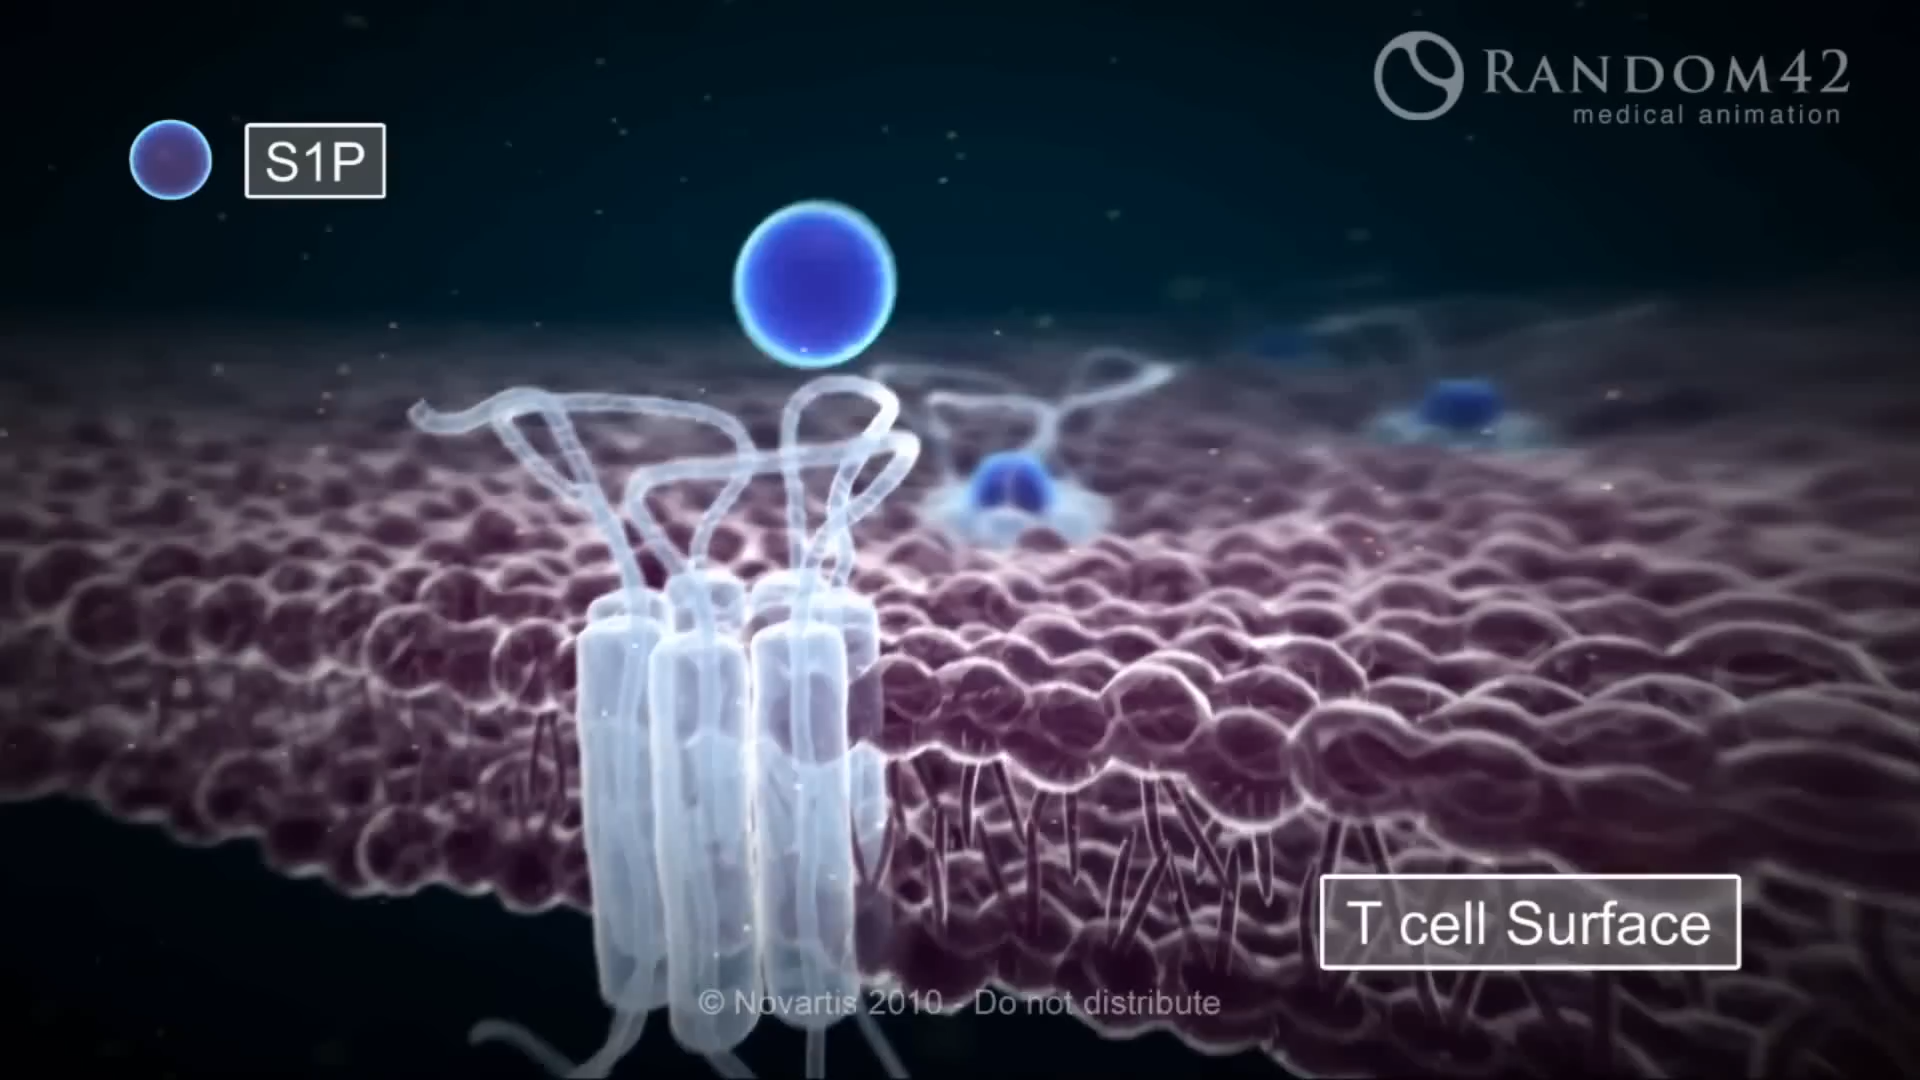 RANDOM42
medical animation
S1P
T cell Surface
© Novartis 2010 - Do not distribute